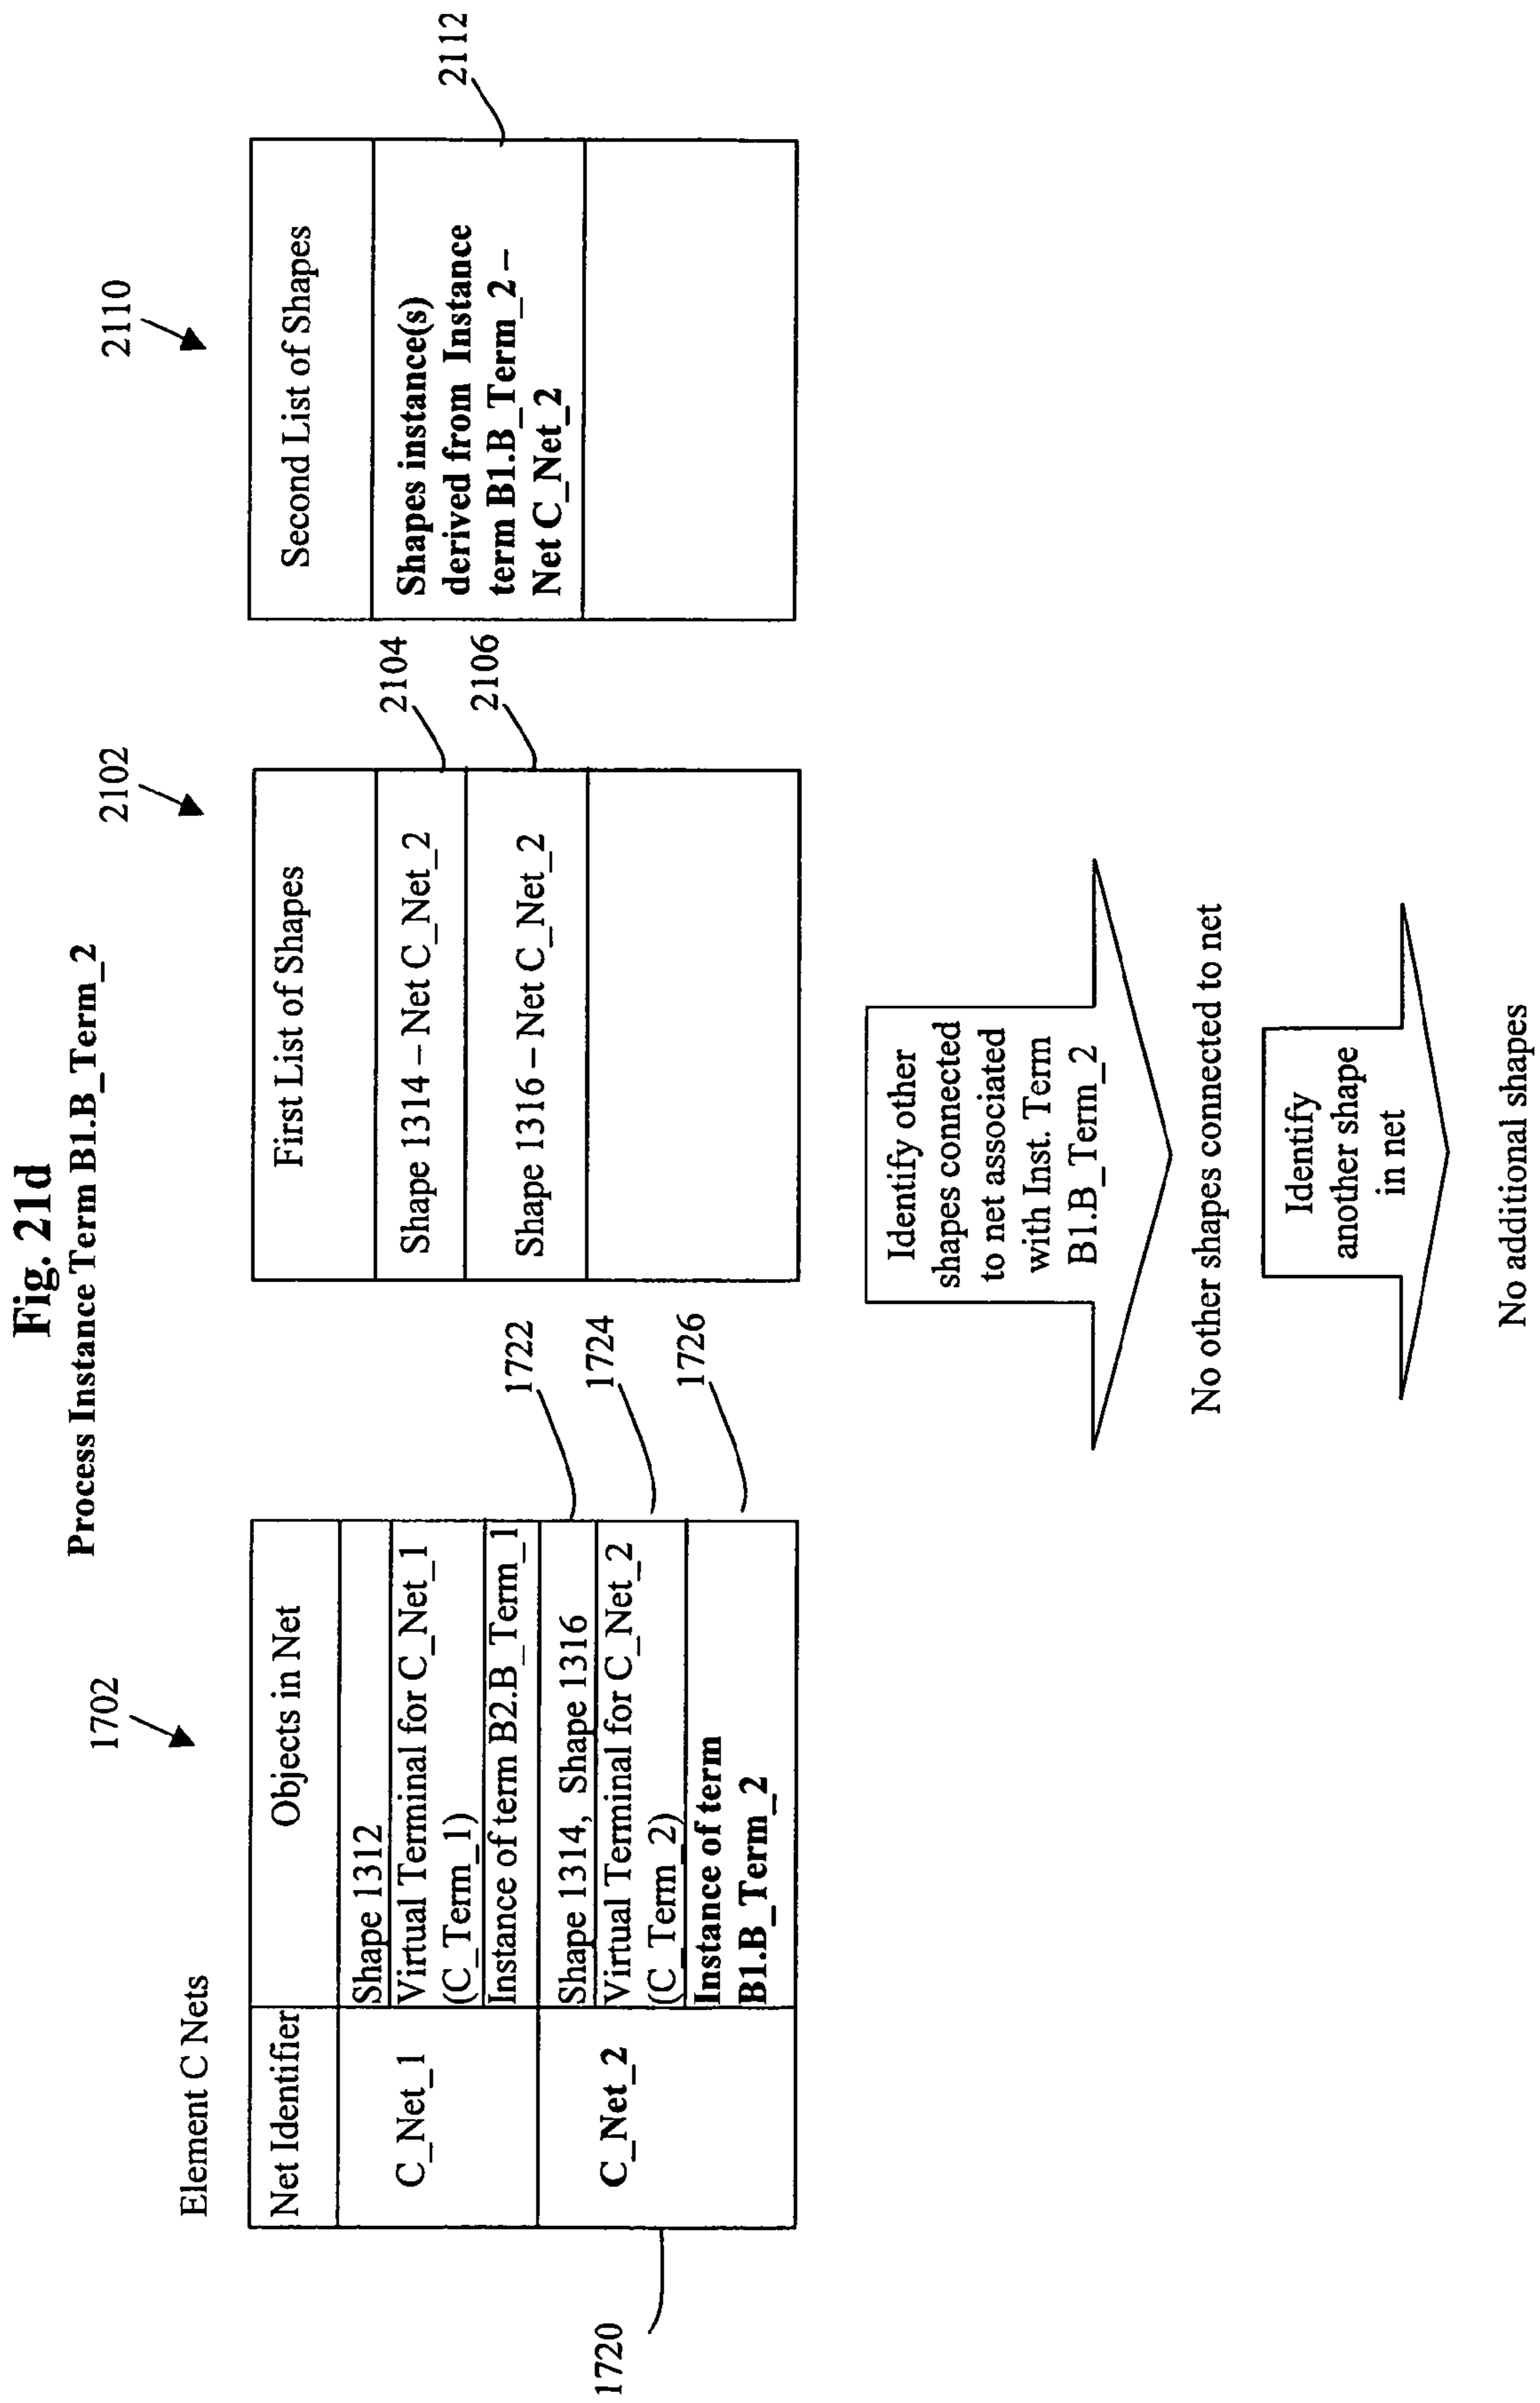 Fig. 21d
Process Instance Term B1.B_Term_2
Element C Nets
1702
Net Identifier
Objects in Net
C_Net_1
Shape 1312
Virtual Terminal for C_Net_1
(C_Term_1)
Instance of term B2.B_Term_1
C_Net_2
Shape 1314, Shape 1316
Virtual Terminal for C_Net_2
(C_Term_2)
Instance of term
B1.B_Term_2
1720
1722
1724
1726
2102
First List of Shapes
Shape 1314 – Net C_Net_2
Shape 1316 – Net C_Net_2
2104
2106
2110
Second List of Shapes
Shapes instance(s)
derived from Instance
term B1.B_Term_2 –
Net C_Net_2
2112
Identify other
shapes connected
to net associated
with Inst. Term
B1.B_Term_2
No other shapes connected to net
Identify
another shape
in net
No additional shapes